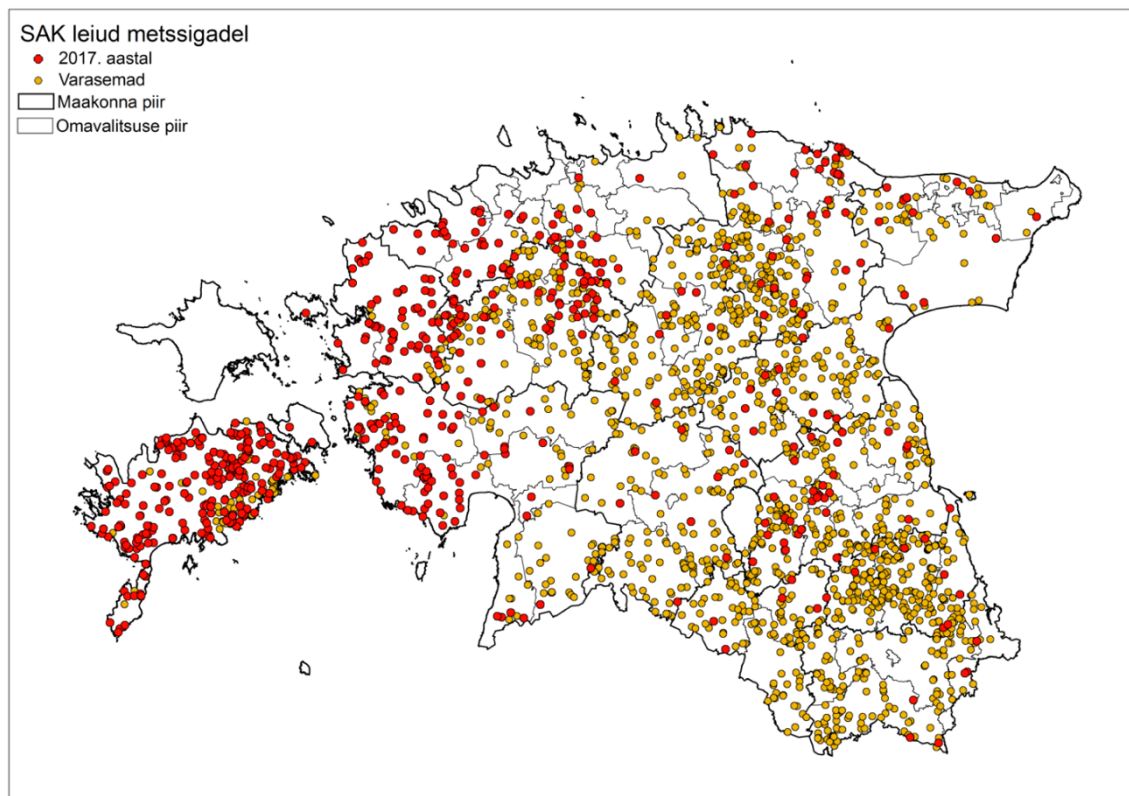 SAK leiud metssigadel
2017. aastal
Varasemad
Maakonna piir
Omavalitsuse piir